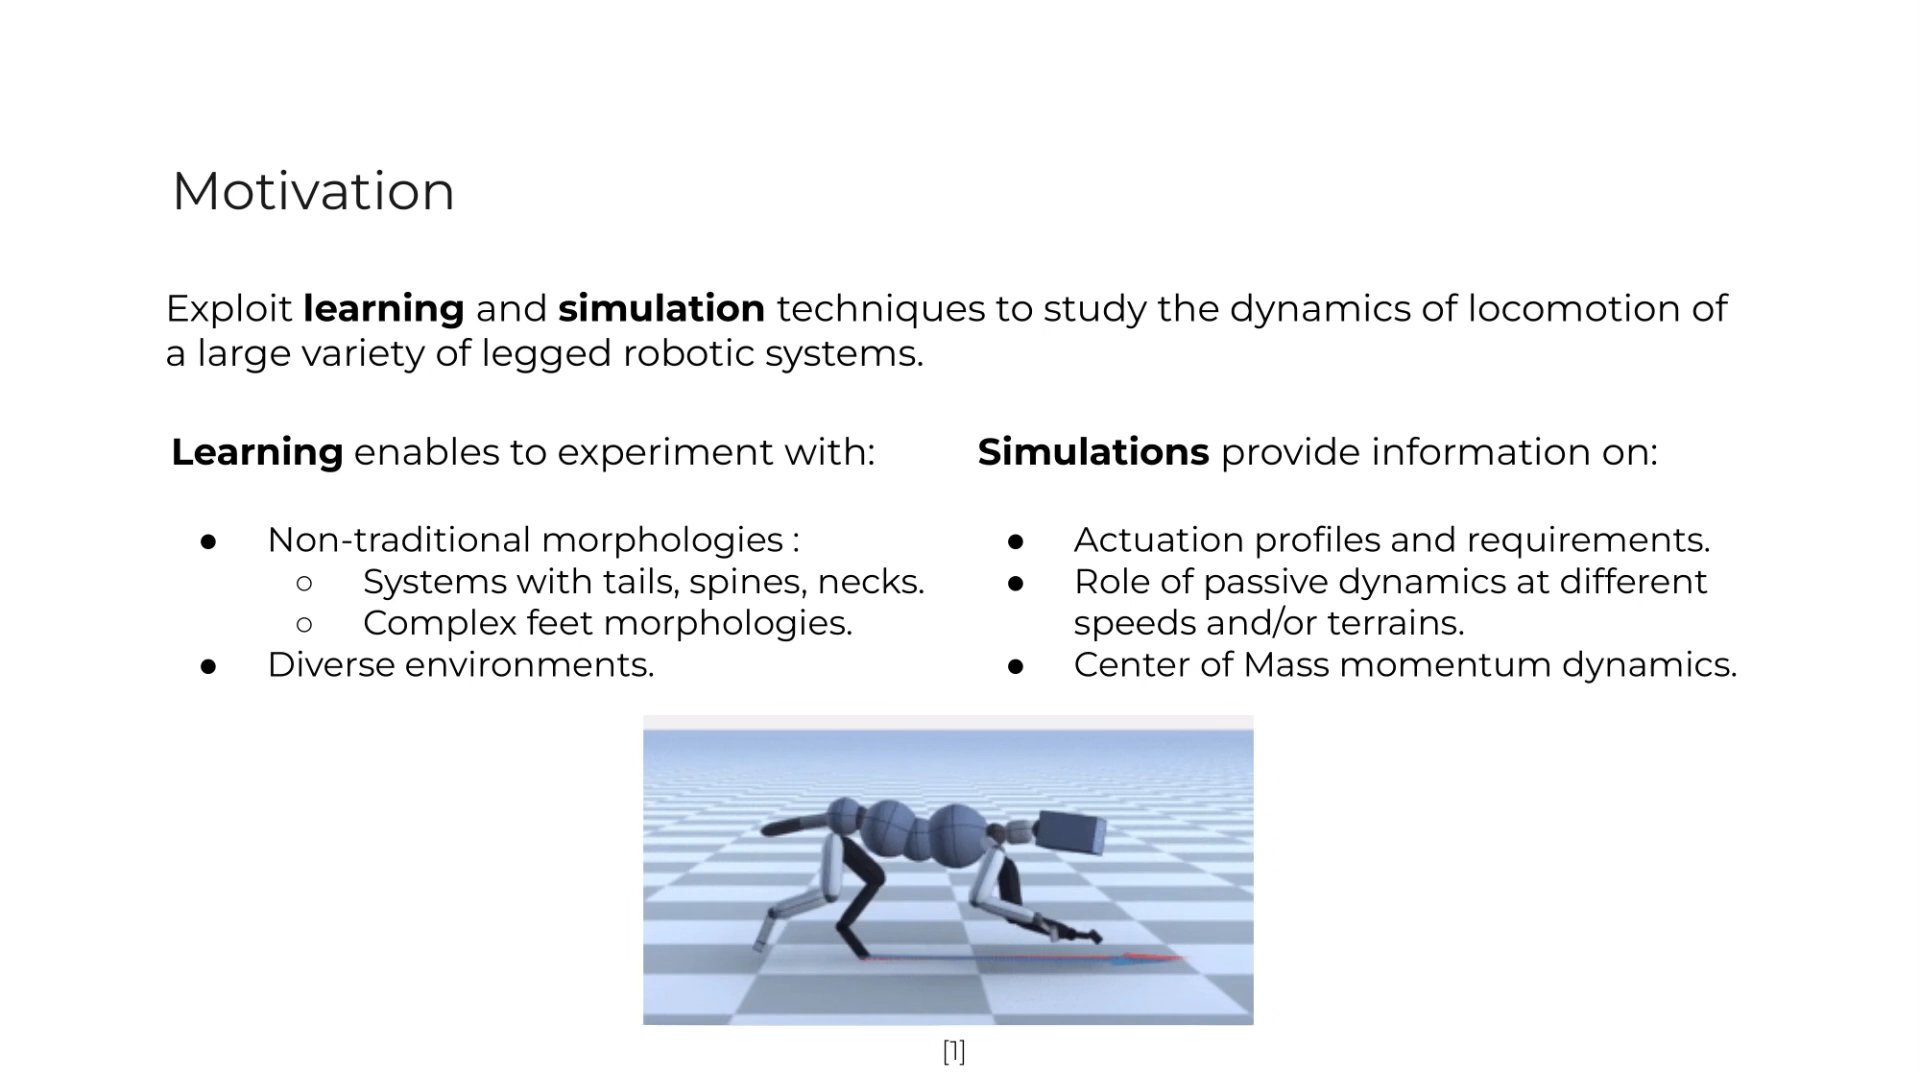 Motivation
Exploit learning and simulation techniques to study the dynamics of locomotion of
a large variety of legged robotic systems.
Learning enables to experiment with:
● Non-traditional morphologies :
○ Systems with tails, spines, necks.
○ Complex feet morphologies.
● Diverse environments.
Simulations provide information on:
● Actuation profiles and requirements.
● Role of passive dynamics at different
speeds and/or terrains.
● Center of Mass momentum dynamics.
[1]